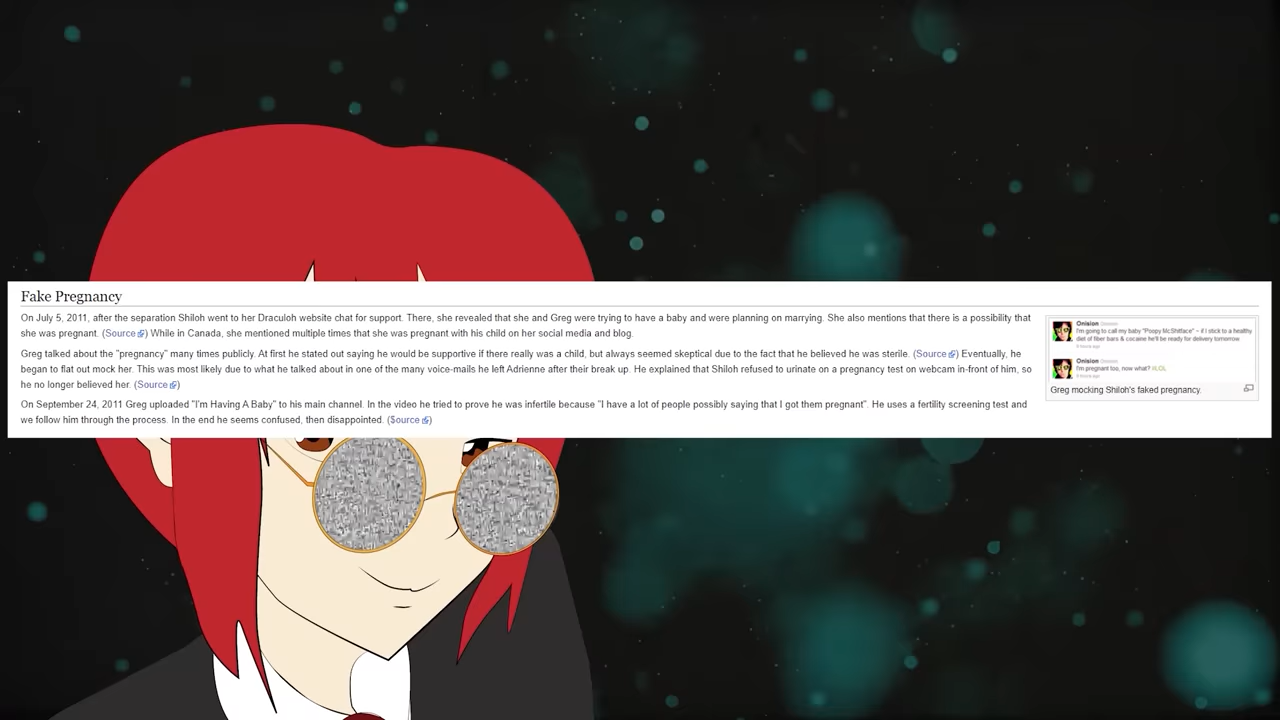 Fake Pregnancy
On July 5, 2011, after the separation Shiloh went to her Draculoh website chat for support. There, she revealed that she and Greg were trying to have a baby and were planning on marrying. She also mentions that there is a possibility that
she was pregnant. (Source) While in Canada, she mentioned multiple times that she was pregnant with his child on her social media and blog.
Greg talked about the "pregnancy" many times publicly. At first he stated out saying he would be supportive if there really was a child, but always seemed skeptical due to the fact that he believed he was sterile. (Source) Eventually, he
began to flat out mock her. This was most likely due to what he talked about in one of the many voice-mails he left Adrienne after their break up. He explained that Shiloh refused to urinate on a pregnancy test on webcam in-front of him, so
he no longer believed her. (Source)
On September 24, 2011 Greg uploaded "I'm Having A Baby" to his main channel. In the video he tried to prove he was infertile because "I have a lot of people possibly saying that I got them pregnant". He uses a fertility screening test and
we follow him through the process. In the end he seems confused, then disappointed. (Source)
Onision Onision
I'm going to call my baby "Poopy McShitface" ~ if I stick to a healthy
diet of fiber bars & cocaine he'll be ready for delivery tomorrow
Onision Onision
I'm pregnant too, now what? #LOL
Greg mocking Shiloh's faked pregnancy.